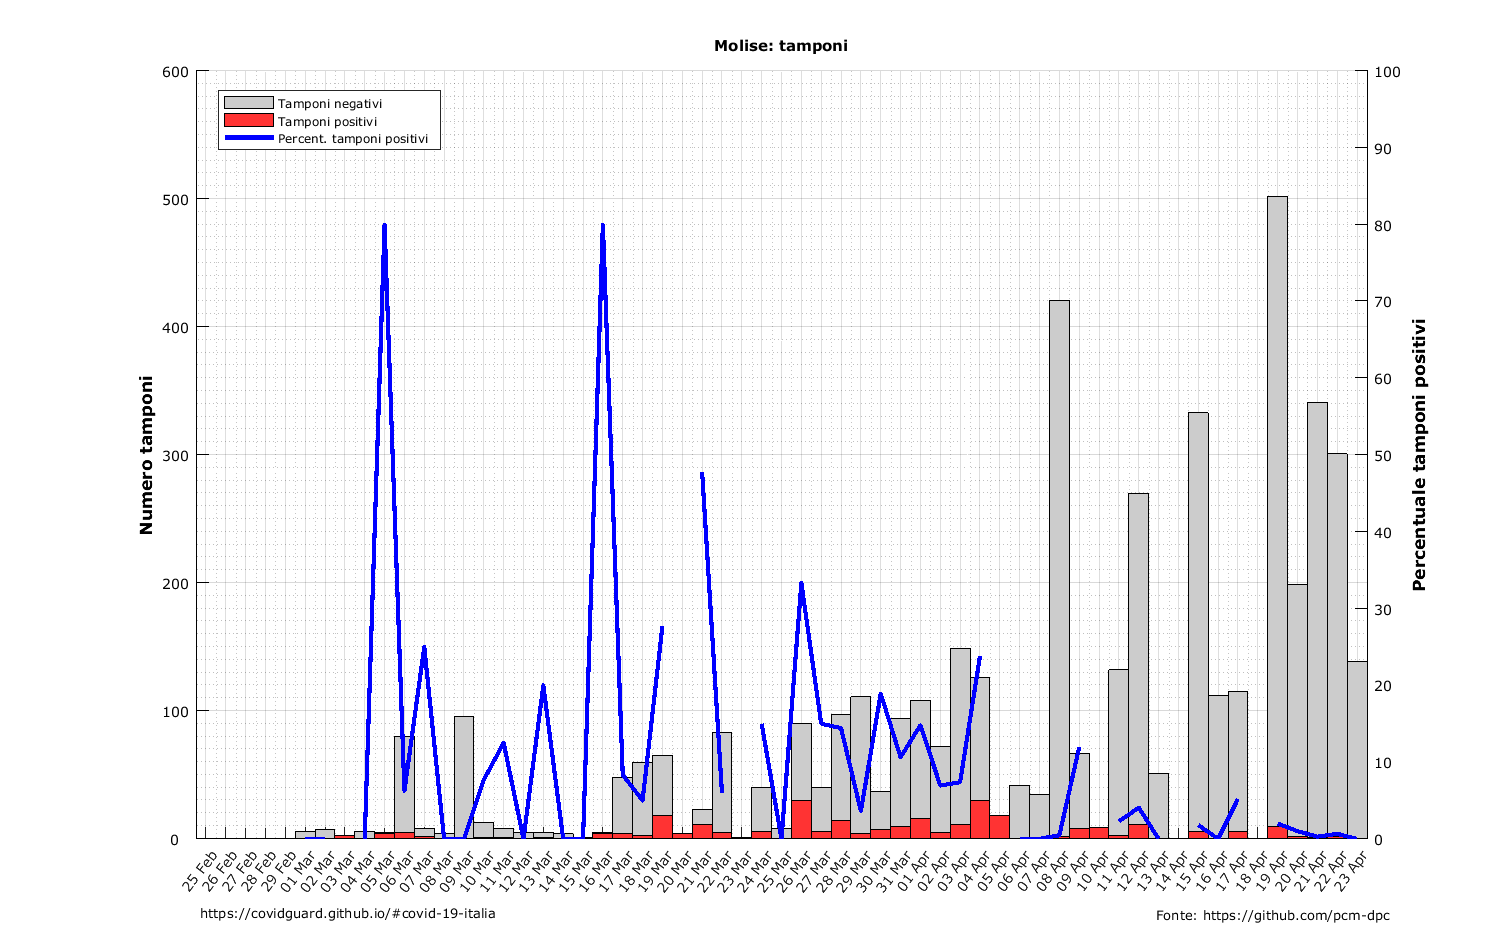 Molise: tamponi
Tamponi negativi
Tamponi positivi
Percent. tamponi positivi
Numero tamponi
600
500
400
300
200
100
0
Percentuale tamponi positivi
100
90
80
70
60
50
40
30
20
10
0
25 Feb
26 Feb
27 Feb
28 Feb
29 Feb
01 Mar
02 Mar
03 Mar
04 Mar
05 Mar
06 Mar
07 Mar
08 Mar
09 Mar
10 Mar
11 Mar
12 Mar
13 Mar
14 Mar
15 Mar
16 Mar
17 Mar
18 Mar
19 Mar
20 Mar
21 Mar
22 Mar
23 Mar
24 Mar
25 Mar
26 Mar
27 Mar
28 Mar
29 Mar
30 Mar
31 Mar
01 Apr
02 Apr
03 Apr
04 Apr
05 Apr
06 Apr
07 Apr
08 Apr
09 Apr
10 Apr
11 Apr
12 Apr
13 Apr
14 Apr
15 Apr
16 Apr
17 Apr
18 Apr
19 Apr
20 Apr
21 Apr
22 Apr
23 Apr
https://covidguard.github.io/#covid-19-italia
Fonte: https://github.com/pcm-dpc